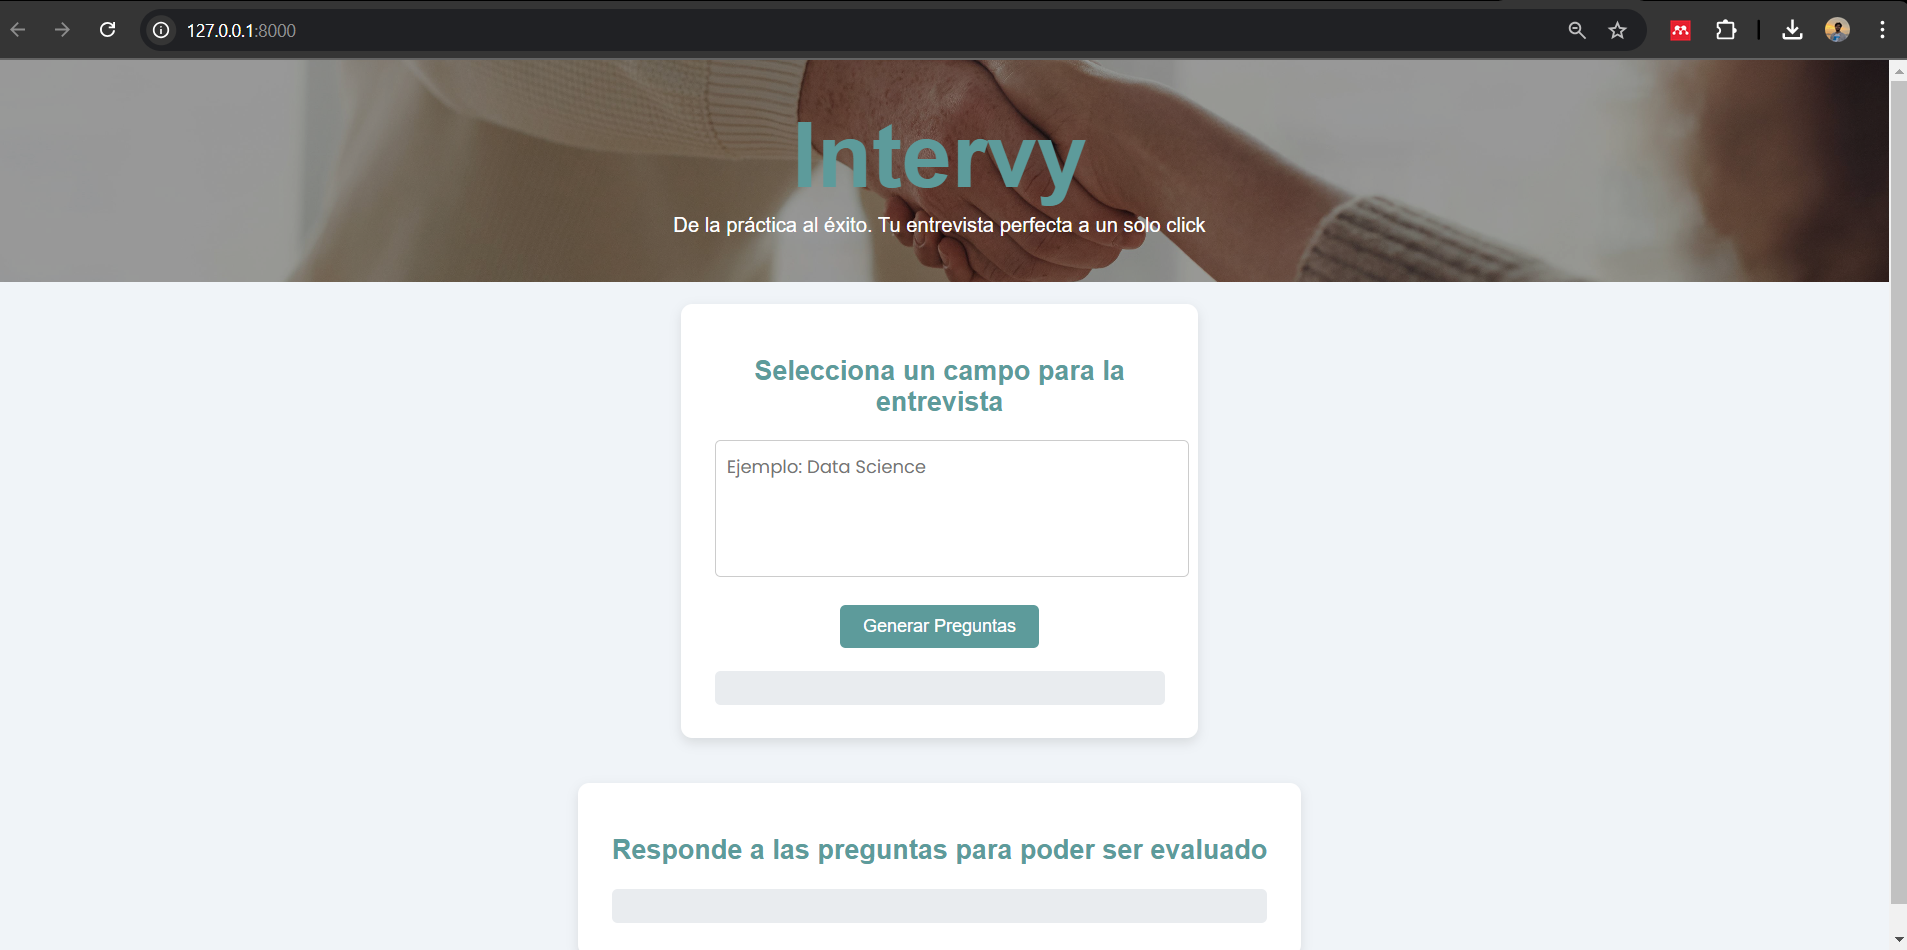 127.0.0.1:8000
Intervy
De la práctica al éxito. Tu entrevista perfecta a un solo click
Selecciona un campo para la
entrevista
Ejemplo: Data Science
Generar Preguntas
Responde a las preguntas para poder ser evaluado